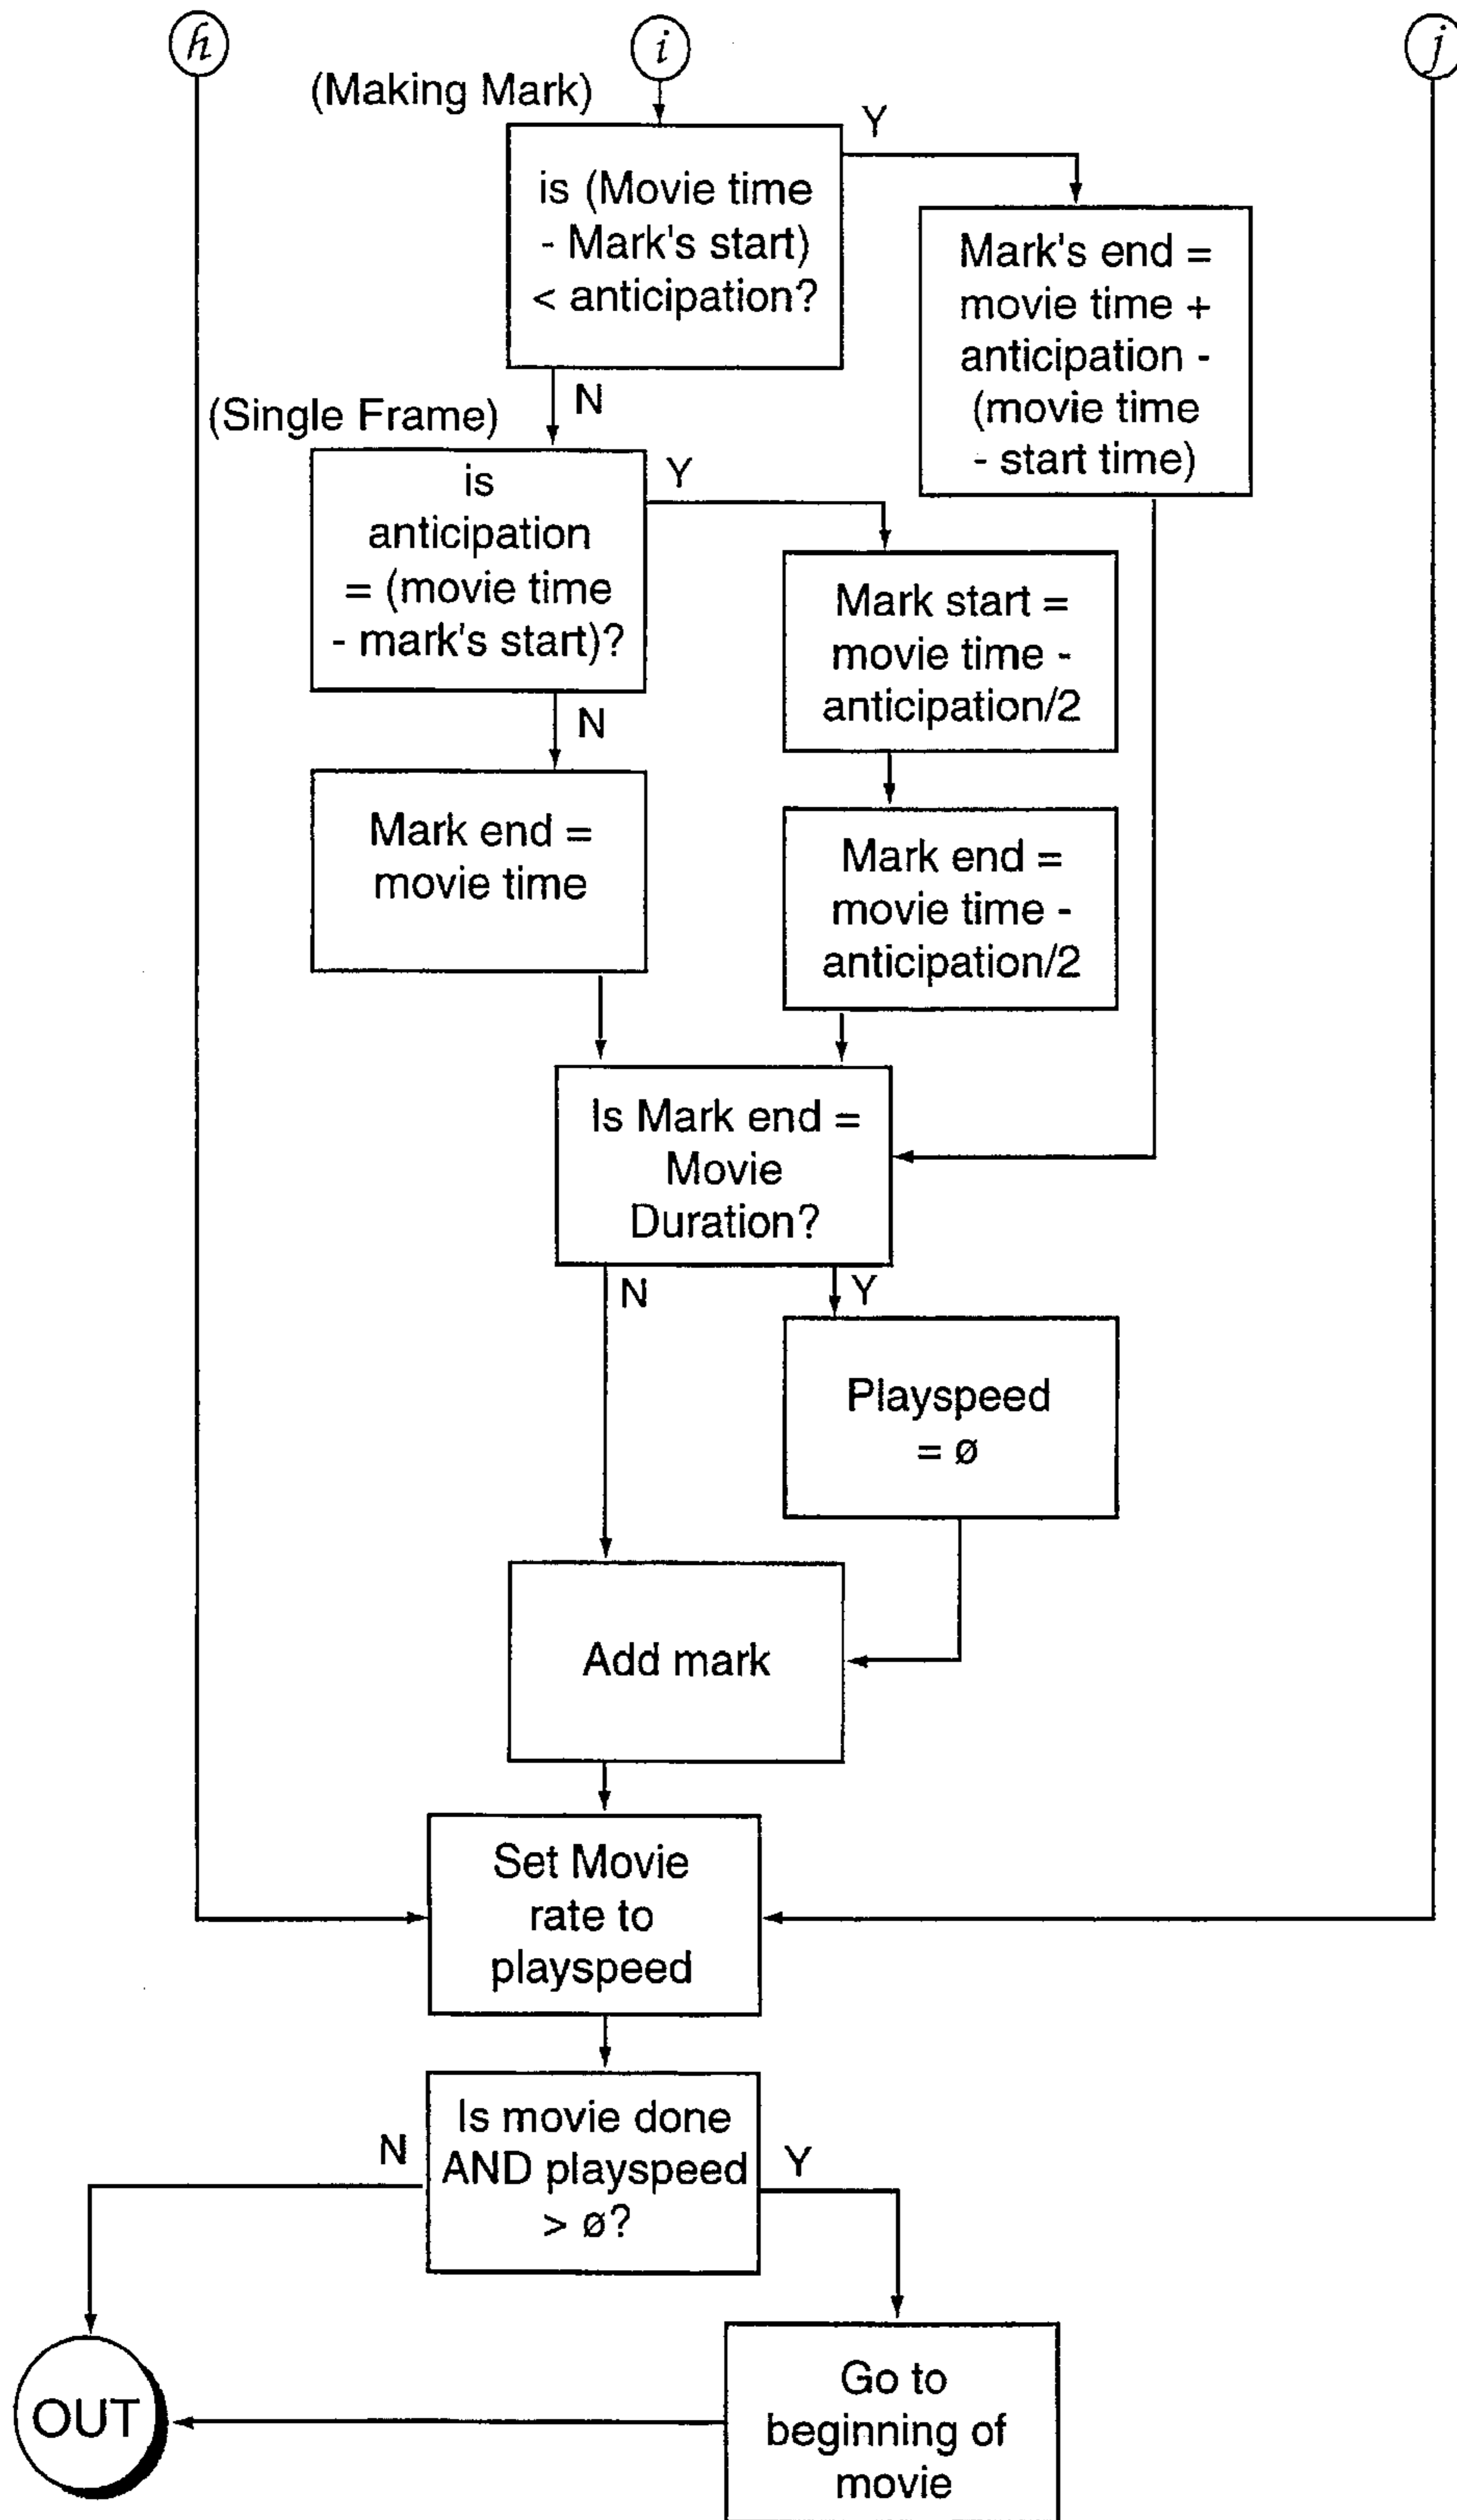 h
i
j
(Making Mark)
Y
is (Movie time
- Mark's start)
< anticipation?
Mark's end =
movie time +
anticipation -
(movie time
- start time)
N
(Single Frame)
Y
is
anticipation
= (movie time
- mark's start)?
Mark start =
movie time -
anticipation/2
N
Mark end =
movie time
Mark end =
movie time -
anticipation/2
Is Mark end =
Movie
Duration?
N
Y
Playspeed
= ø
Add mark
Set Movie
rate to
playspeed
Is movie done
AND playspeed
> ø?
N
Y
OUT
Go to
beginning of
movie